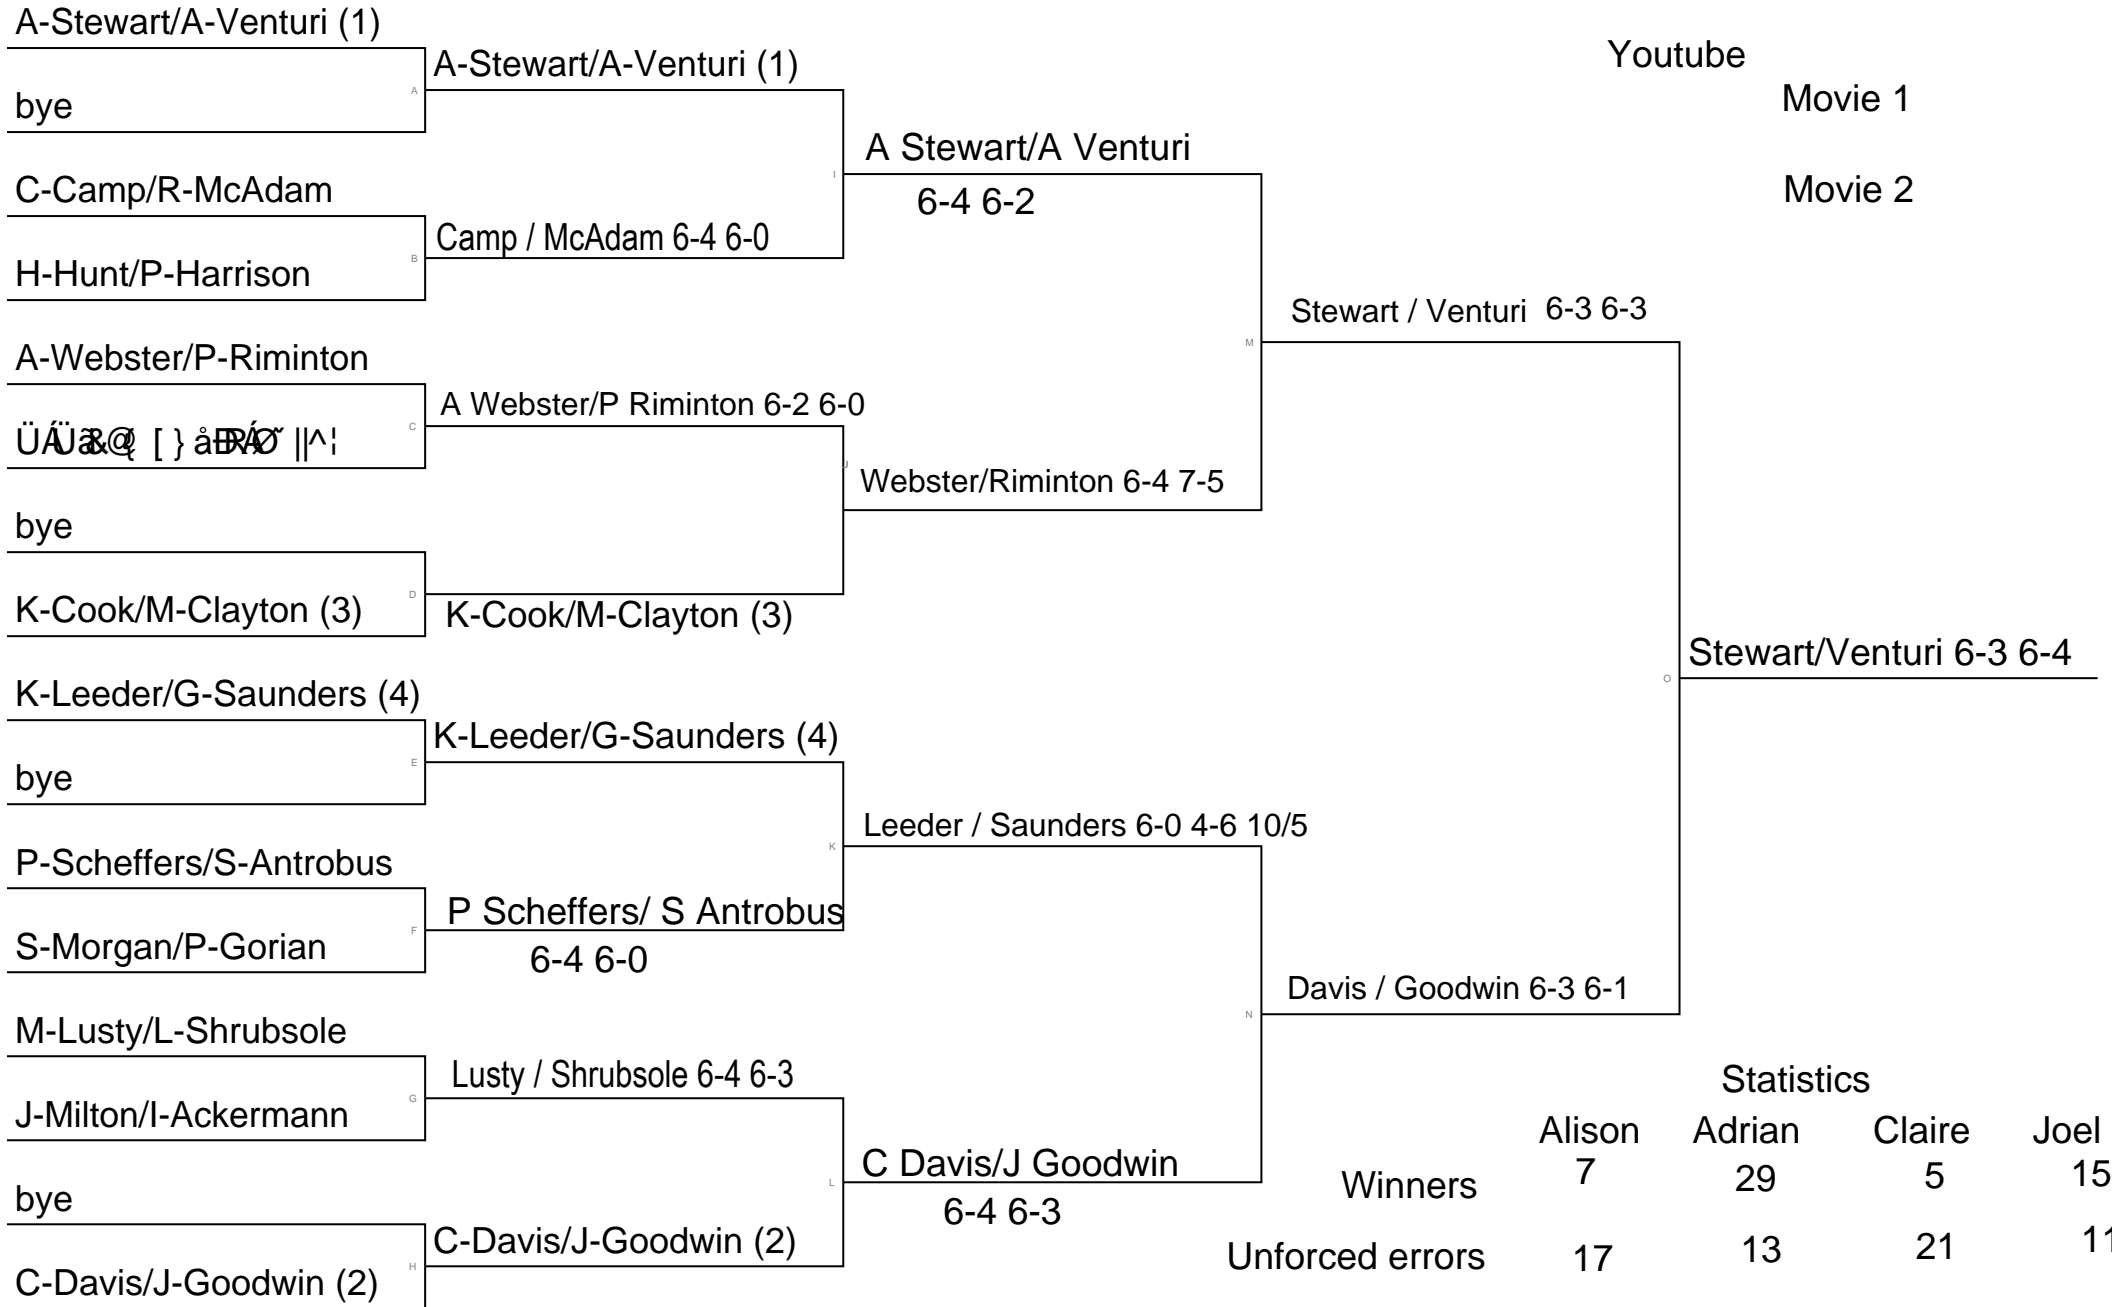 A-Stewart/A-Venturi (1)
bye
C-Camp/R-McAdam
H-Hunt/P-Harrison
A-Webster/P-Riminton
bye
K-Cook/M-Clayton (3)
K-Leeder/G-Saunders (4)
bye
P-Scheffers/S-Antrobus
S-Morgan/P-Gorian
M-Lusty/L-Shrubsole
J-Milton/I-Ackermann
bye
C-Davis/J-Goodwin (2)
A
B
C
D
E
F
G
H
A-Stewart/A-Venturi (1)
Camp / McAdam 6-4 6-0
A Webster/P Riminton 6-2 6-0
K-Cook/M-Clayton (3)
K-Leeder/G-Saunders (4)
P Scheffers/ S Antrobus
6-4 6-0
Lusty / Shrubsole 6-4 6-3
C-Davis/J-Goodwin (2)
I
J
K
L
A Stewart/A Venturi
6-4 6-2
Webster/Riminton 6-4 7-5
Leeder / Saunders 6-0 4-6 10/5
C Davis/J Goodwin
6-4 6-3
M
N
Stewart / Venturi 6-3 6-3
Davis / Goodwin 6-3 6-1
O
Stewart/Venturi 6-3 6-4
Youtube
Movie 1
Movie 2
Statistics
Alison Adrian Claire Joel
Winners 7 29 5 15
Unforced errors 17 13 21 11